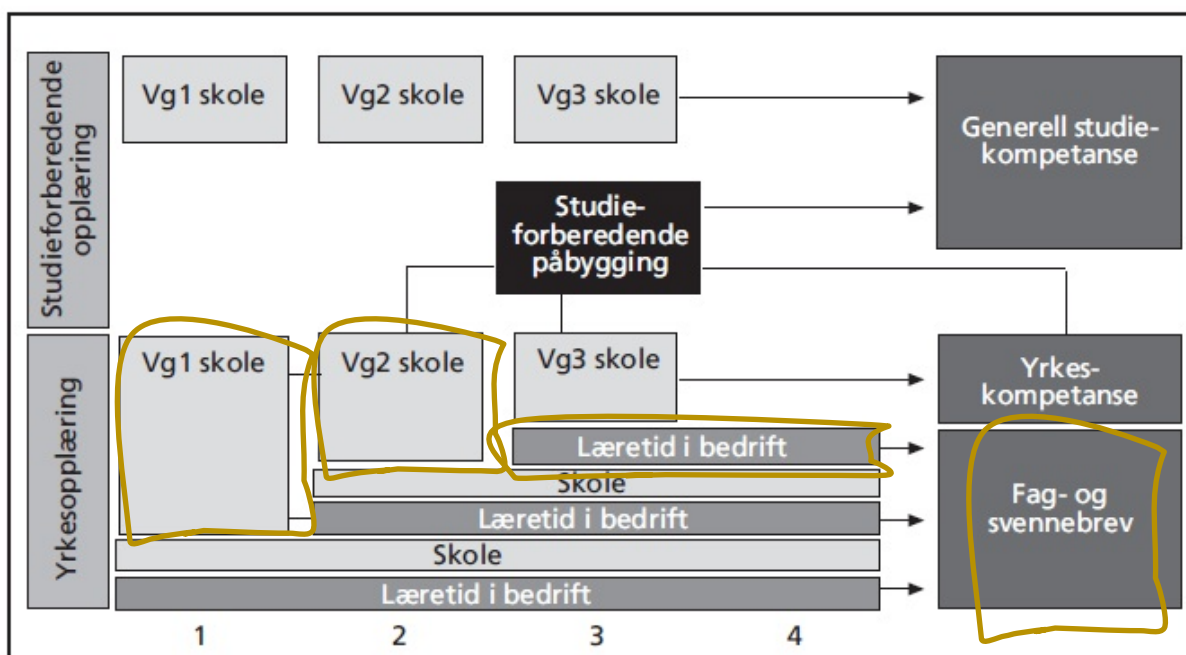 Studieforberedende
opplæring
Vg1 skole
Vg2 skole
Vg3 skole
Generell studie-
kompetanse
Studie-
forberedende
påbygging
Yrkesopplæring
Vg1 skole
Vg2 skole
Vg3 skole
Yrkes-
kompetanse
Læretid i bedrift
Skole
Læretid i bedrift
Fag- og
svennebrev
Skole
Læretid i bedrift
1
2
3
4